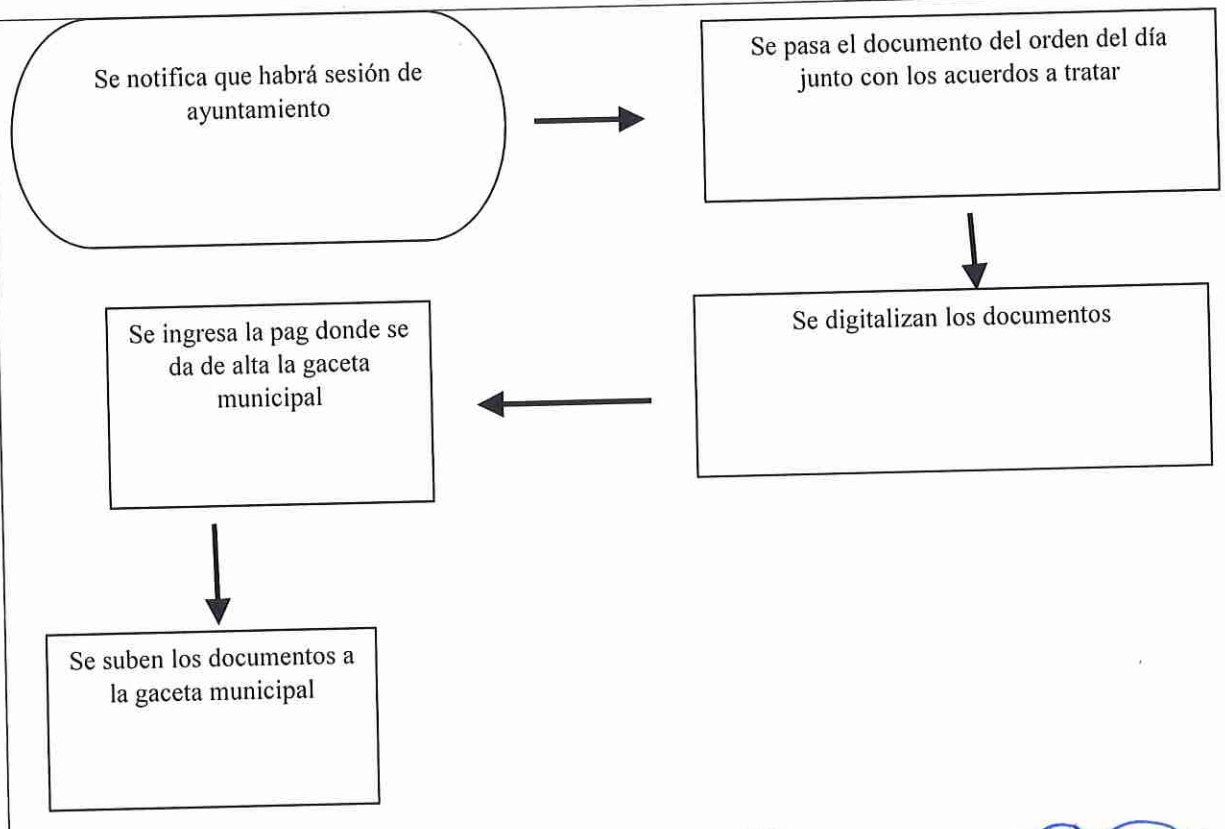 Se notifica que habrá sesión de
ayuntamiento
Se pasa el documento del orden del día
junto con los acuerdos a tratar
Se digitalizan los documentos
Se ingresa la pag donde se
da de alta la gaceta
municipal
Se suben los documentos a
la gaceta municipal